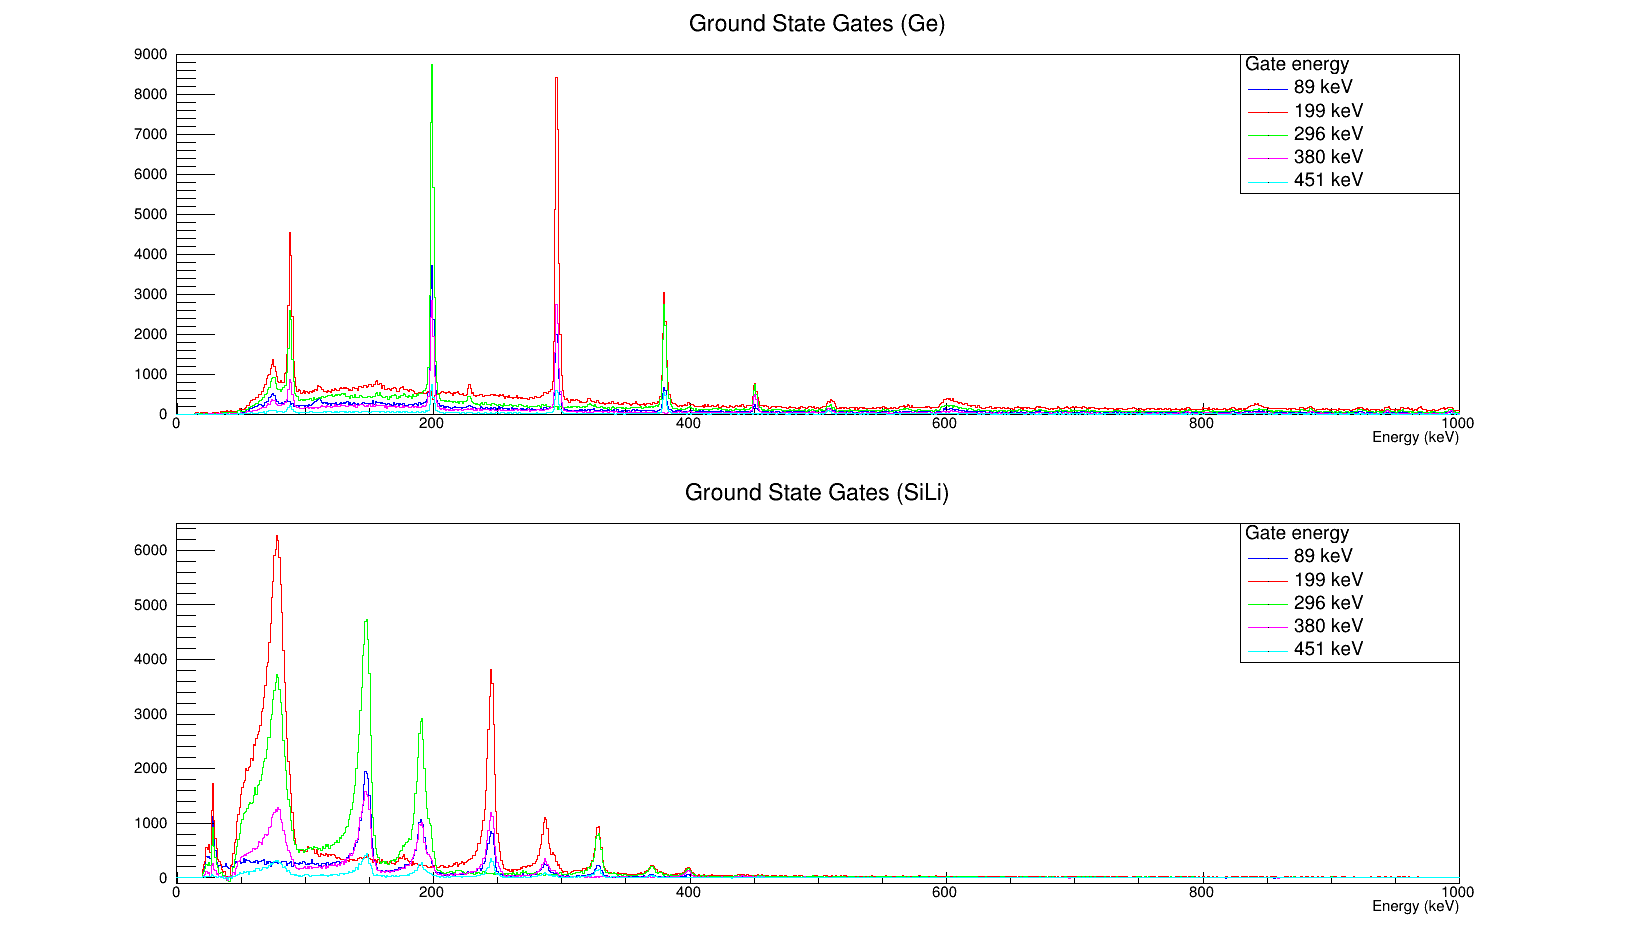 Ground State Gates (Ge)
9000
8000
7000
6000
5000
4000
3000
2000
1000
0
0 200 400 600 800 1000
Energy (keV)
Gate energy
89 keV
199 keV
296 keV
380 keV
451 keV
Ground State Gates (SiLi)
6000
5000
4000
3000
2000
1000
0
0 200 400 600 800 1000
Energy (keV)
Gate energy
89 keV
199 keV
296 keV
380 keV
451 keV